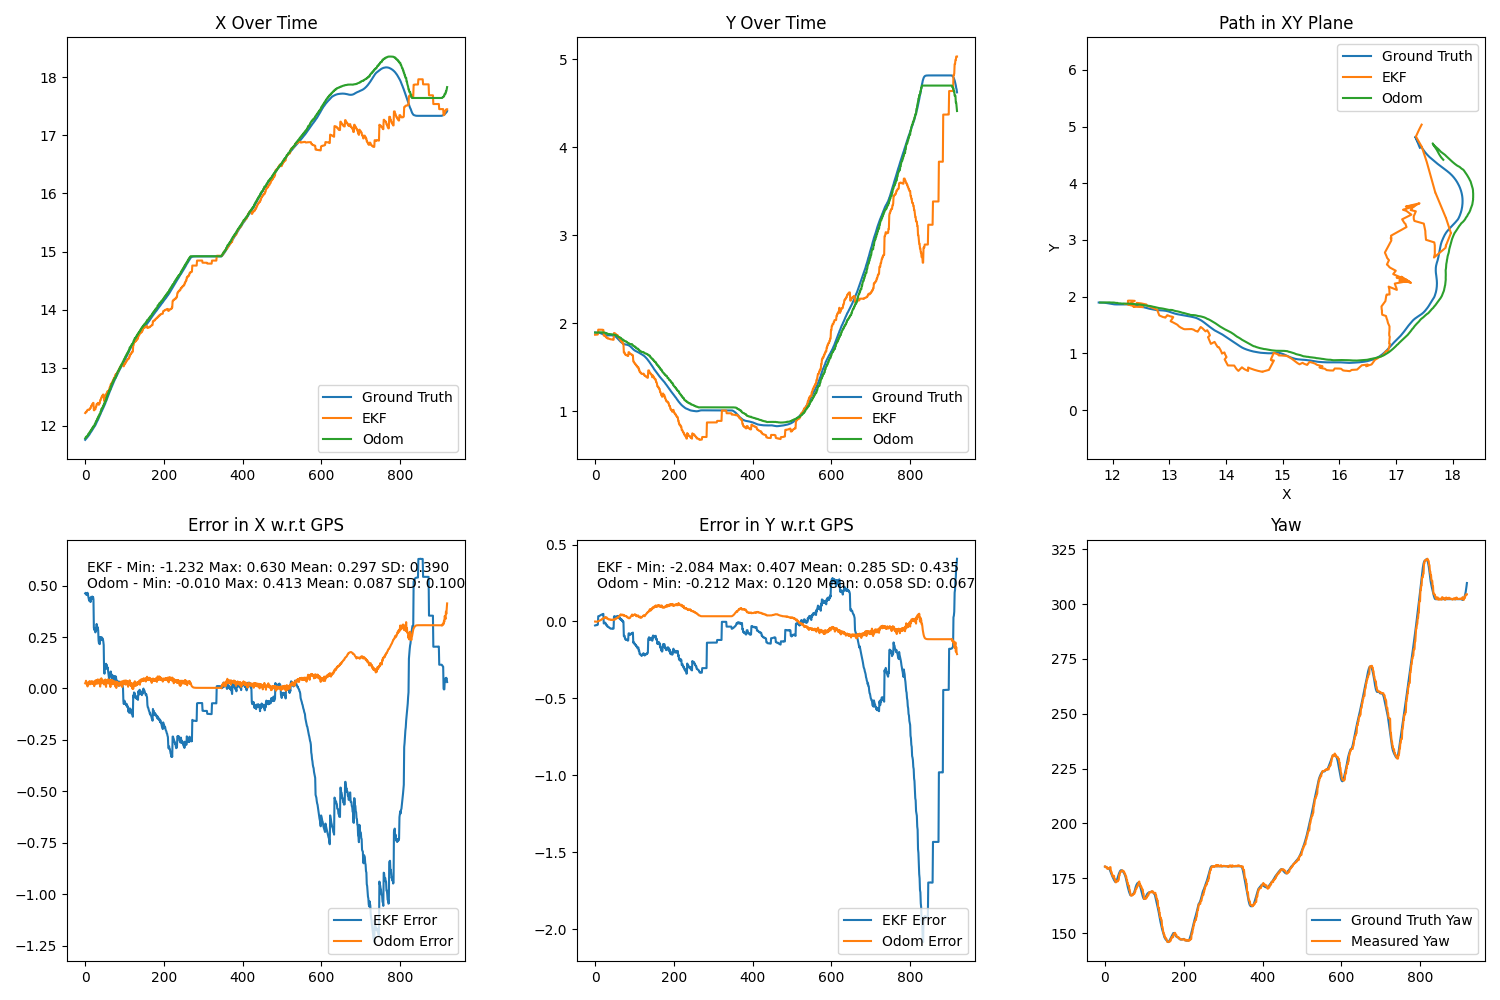 X Over Time
18
17
16
15
14
13
12
0
200
400
600
800
Ground Truth
EKF
Odom
Y Over Time
5
4
3
2
1
0
200
400
600
800
Ground Truth
EKF
Odom
Path in XY Plane
6
5
4
3
2
1
0
Y
12
13
14
15
16
17
18
X
Ground Truth
EKF
Odom
Error in X w.r.t GPS
EKF - Min: -1.232 Max: 0.630 Mean: 0.297 SD: 0.390
Odom - Min: -0.010 Max: 0.413 Mean: 0.087 SD: 0.100
0.50
0.25
0.00
−0.25
−0.50
−0.75
−1.00
−1.25
0
200
400
600
800
EKF Error
Odom Error
Error in Y w.r.t GPS
EKF - Min: -2.084 Max: 0.407 Mean: 0.285 SD: 0.435
Odom - Min: -0.212 Max: 0.120 Mean: 0.058 SD: 0.067
0.5
0.0
−0.5
−1.0
−1.5
−2.0
0
200
400
600
800
EKF Error
Odom Error
Yaw
325
300
275
250
225
200
175
150
0
200
400
600
800
Ground Truth Yaw
Measured Yaw